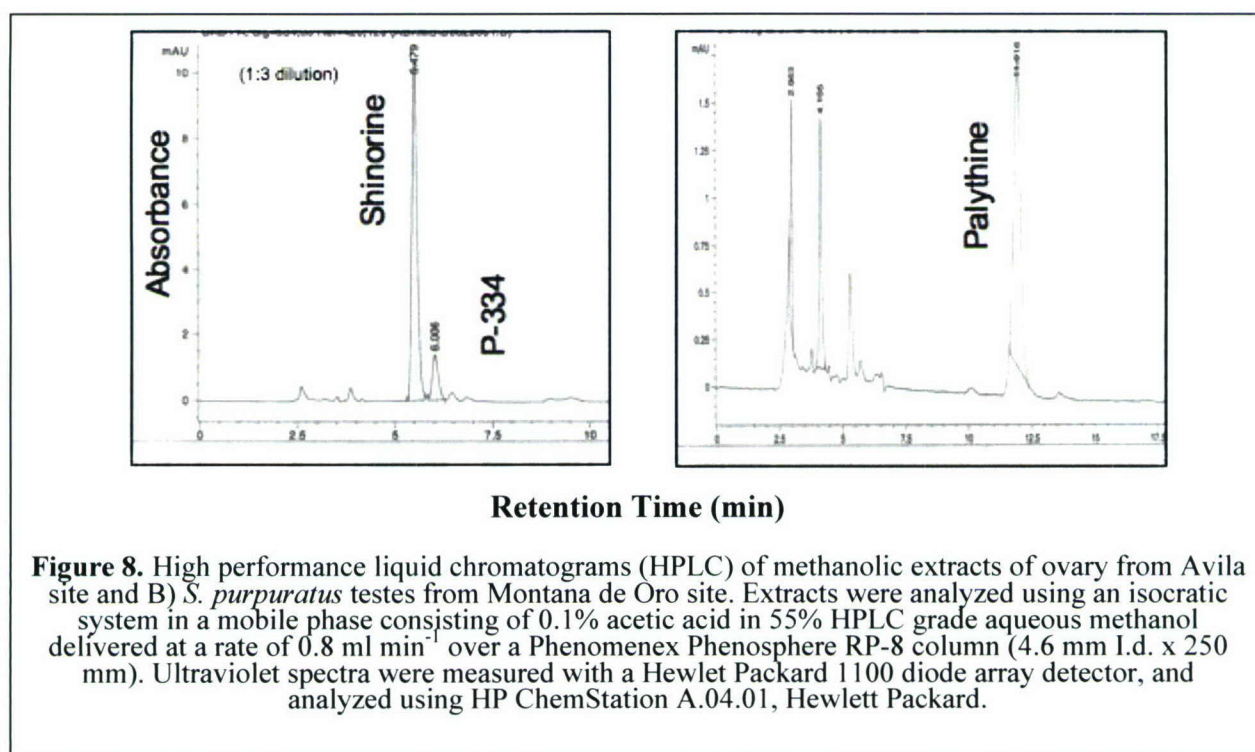 mAU
(1:3 dilution)
10
8
6
4
2
0
Absorbance
Shinorine
P-334
6.006
0 2.5 5 7.5 10
mAU
1.5
1.25
1
0.75
0.5
0.25
0
Palythine
0 2.5 5 7.5 10 12.5 15 17.5
Retention Time (min)
Figure 8. High performance liquid chromatograms (HPLC) of methanolic extracts of ovary from Avila
site and B) S. purpuratus testes from Montana de Oro site. Extracts were analyzed using an isocratic
system in a mobile phase consisting of 0.1% acetic acid in 55% HPLC grade aqueous methanol
delivered at a rate of 0.8 ml min-1 over a Phenomenex Phenosphere RP-8 column (4.6 mm I.d. x 250
mm). Ultraviolet spectra were measured with a Hewlet Packard 1100 diode array detector, and
analyzed using HP ChemStation A.04.01, Hewlett Packard.